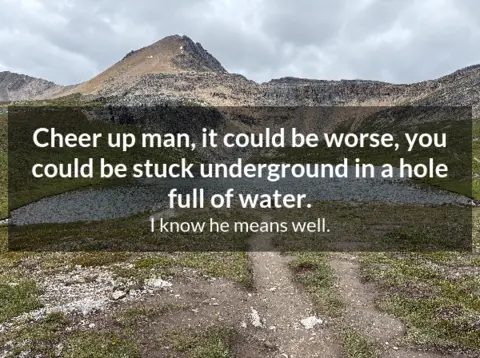 Cheer up man, it could be worse, you
could be stuck underground in a hole
full of water.
I know he means well.